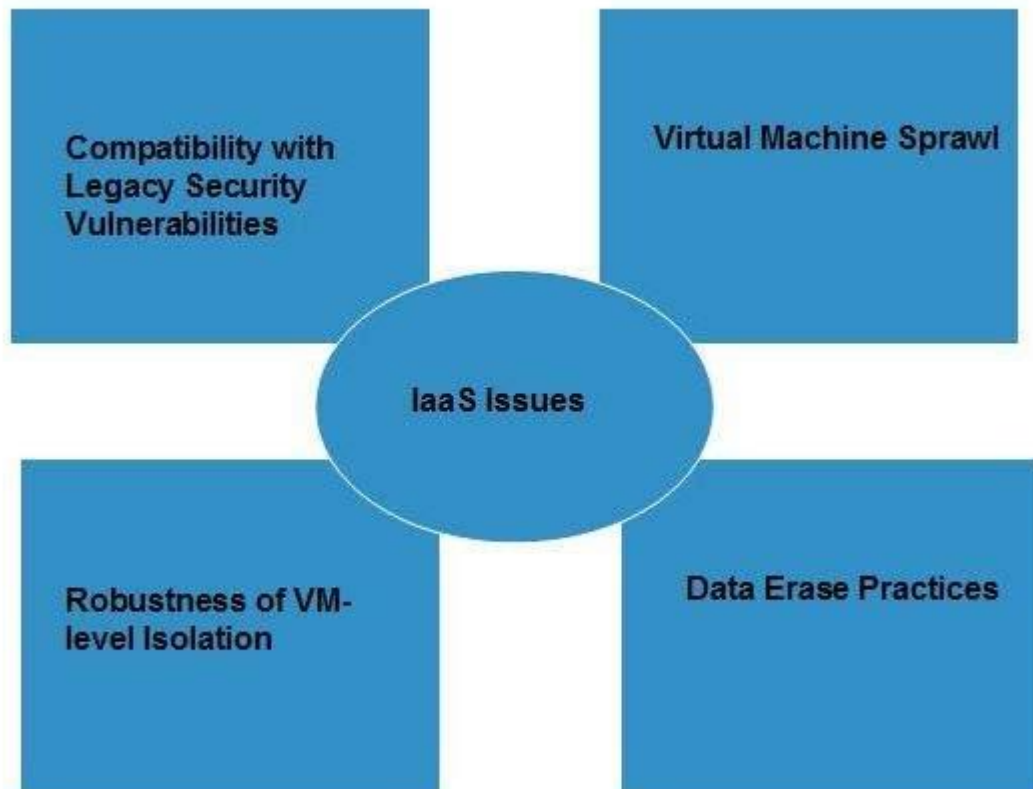 Compatibility with
Legacy Security
Vulnerabilities
Virtual Machine Sprawl
IaaS Issues
Robustness of VM-
level Isolation
Data Erase Practices